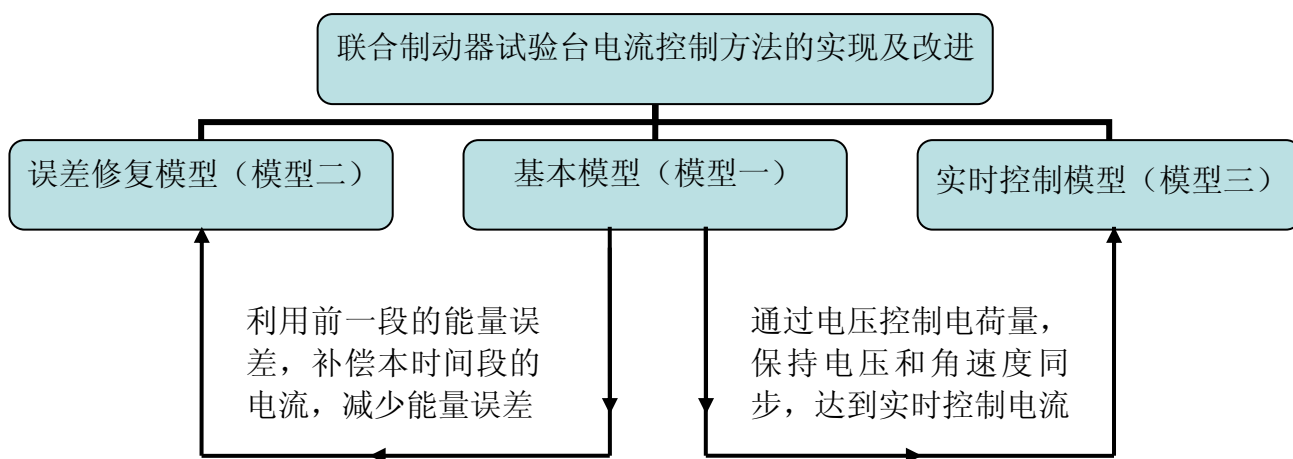 联合制动器试验台电流控制方法的实现及改进
误差修复模型（模型二）
基本模型（模型一）
实时控制模型（模型三）
利用前一段的能量误
差，补偿本时间段的
电流，减少能量误差
通过电压控制电荷量，
保持电压和角速度同
步，达到实时控制电流